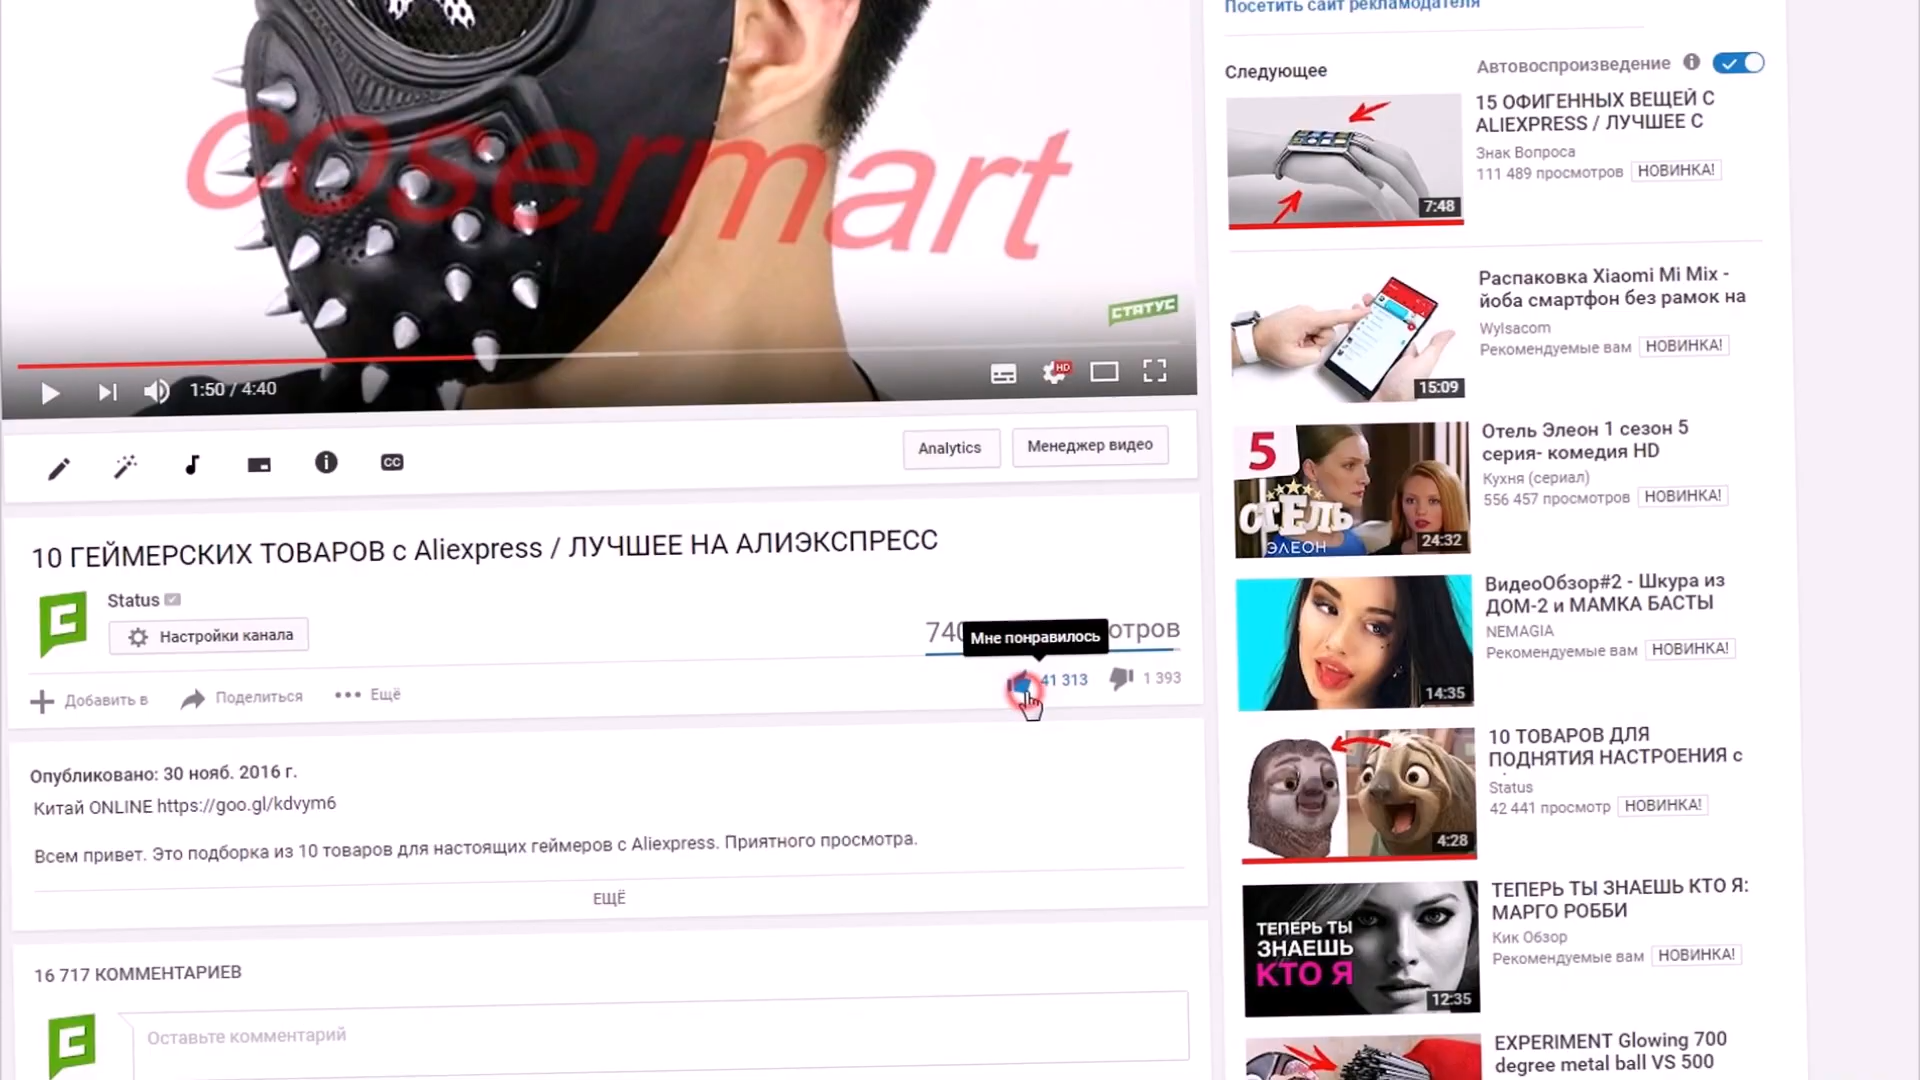 Посетить сайт рекламодателя
cosermart
СТАТУС
1:50 / 4:40
HD
CC
Analytics
Менеджер видео
10 ГЕЙМЕРСКИХ ТОВАРОВ с Aliexpress / ЛУЧШЕЕ НА АЛИЭКСПРЕСС
Status
Настройки канала
Мне понравилось
41 313
1 393
Добавить в
Поделиться
Ещё
Опубликовано: 30 нояб. 2016 г.
Китай ONLINE https://goo.gl/kdvym6
Всем привет. Это подборка из 10 товаров для настоящих геймеров с Aliexpress. Приятного просмотра.
ЕЩЁ
16 717 КОММЕНТАРИЕВ
Оставьте комментарий
Следующее
Автовоспроизведение
15 ОФИГЕННЫХ ВЕЩЕЙ С
ALIEXPRESS / ЛУЧШЕЕ С
Знак Вопроса
111 489 просмотров НОВИНКА!
7:48
Распаковка Xiaomi Mi Mix -
йоба смартфон без рамок на
Wylsacom
Рекомендуемые вам НОВИНКА!
15:09
Отель Элеон 1 сезон 5
серия- комедия HD
Кухня (сериал)
556 457 просмотров НОВИНКА!
5
ОТЕЛЬ
ЭЛЕОН
24:32
ВидеоОбзор#2 - Шкура из
ДОМ-2 и МАМКА БАСТЫ
NEMAGIA
Рекомендуемые вам НОВИНКА!
14:35
10 ТОВАРОВ ДЛЯ
ПОДНЯТИЯ НАСТРОЕНИЯ с
Status
42 441 просмотр НОВИНКА!
4:28
ТЕПЕРЬ ТЫ ЗНАЕШЬ КТО Я:
МАРГО РОББИ
Кик Обзор
Рекомендуемые вам НОВИНКА!
ТЕПЕРЬ ТЫ
ЗНАЕШЬ
КТО Я
12:35
EXPERIMENT Glowing 700
degree metal ball VS 500